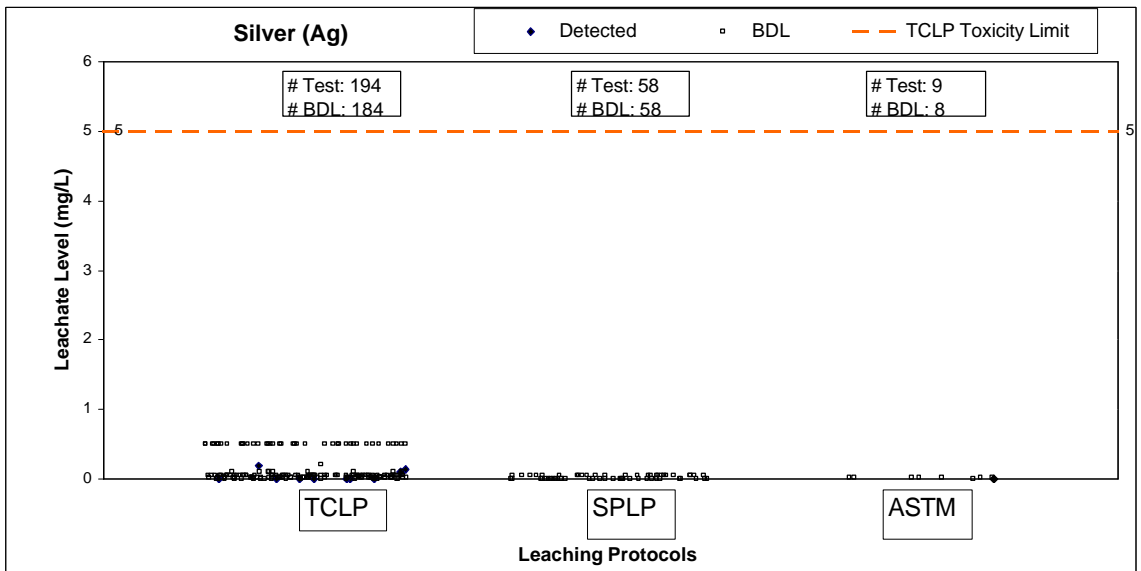 Silver (Ag)
Detected
BDL
TCLP Toxicity Limit
# Test: 194
# BDL: 184
# Test: 58
# BDL: 58
# Test: 9
# BDL: 8
6
5
4
3
2
1
0
5
5
Leachate Level (mg/L)
TCLP
SPLP
ASTM
Leaching Protocols